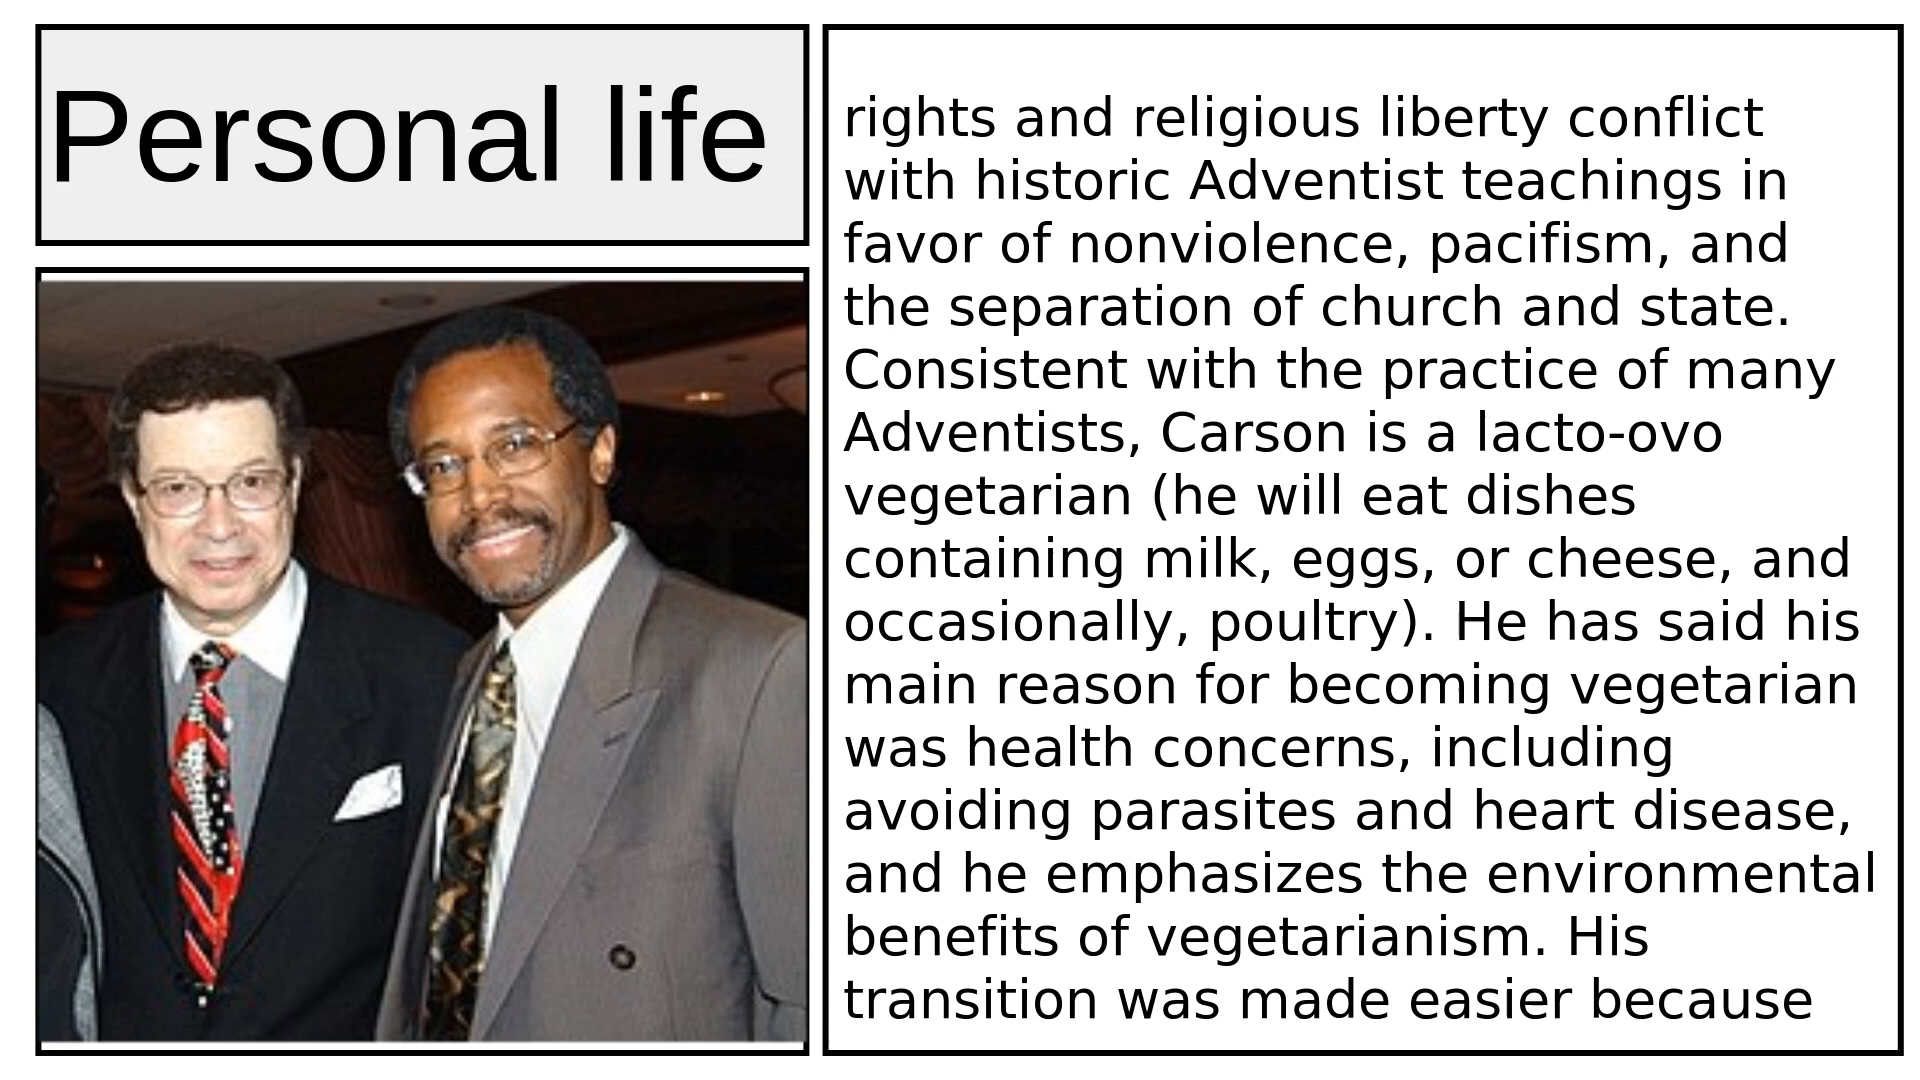 Personal life
rights and religious liberty conflict
with historic Adventist teachings in
favor of nonviolence, pacifism, and
the separation of church and state.
Consistent with the practice of many
Adventists, Carson is a lacto-ovo
vegetarian (he will eat dishes
containing milk, eggs, or cheese, and
occasionally, poultry). He has said his
main reason for becoming vegetarian
was health concerns, including
avoiding parasites and heart disease,
and he emphasizes the environmental
benefits of vegetarianism. His
transition was made easier because